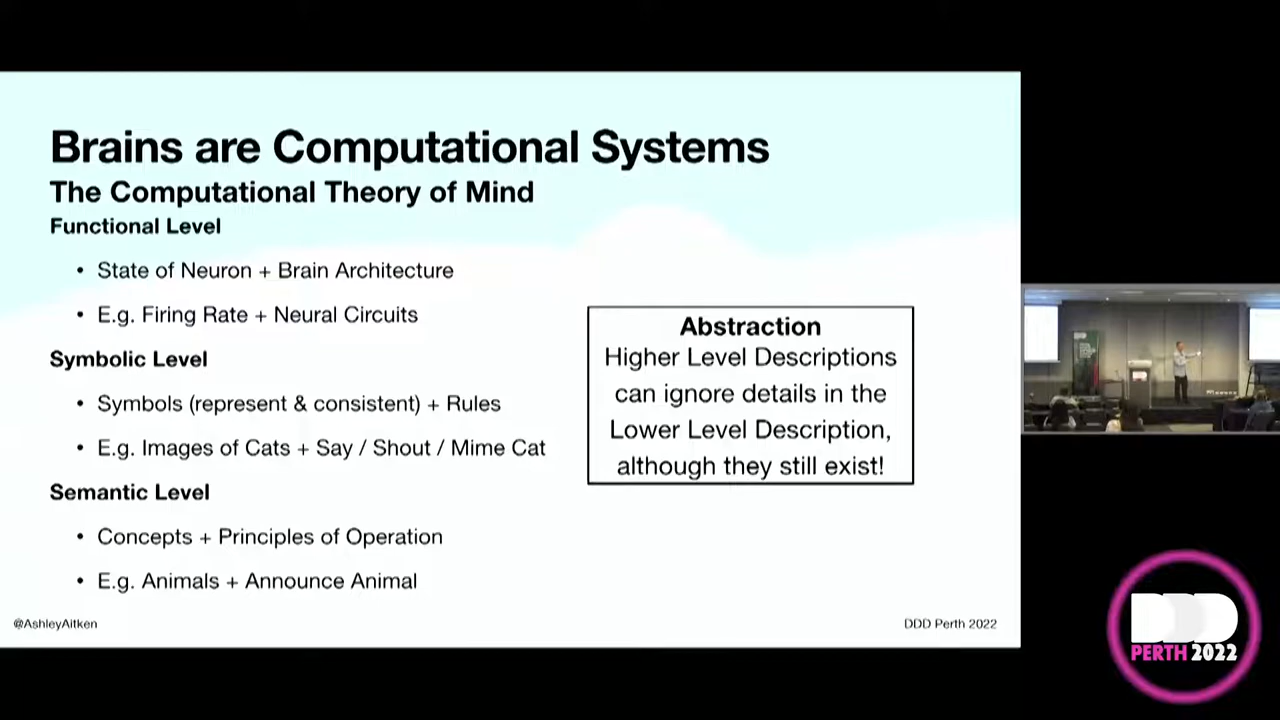 Brains are Computational Systems
The Computational Theory of Mind
Functional Level
• State of Neuron + Brain Architecture
• E.g. Firing Rate + Neural Circuits
Symbolic Level
• Symbols (represent & consistent) + Rules
• E.g. Images of Cats + Say / Shout / Mime Cat
Semantic Level
• Concepts + Principles of Operation
• E.g. Animals + Announce Animal
Abstraction
Higher Level Descriptions
can ignore details in the
Lower Level Description,
although they still exist!
@AshleyAitken
DDD Perth 2022
DDD
PERTH 2022